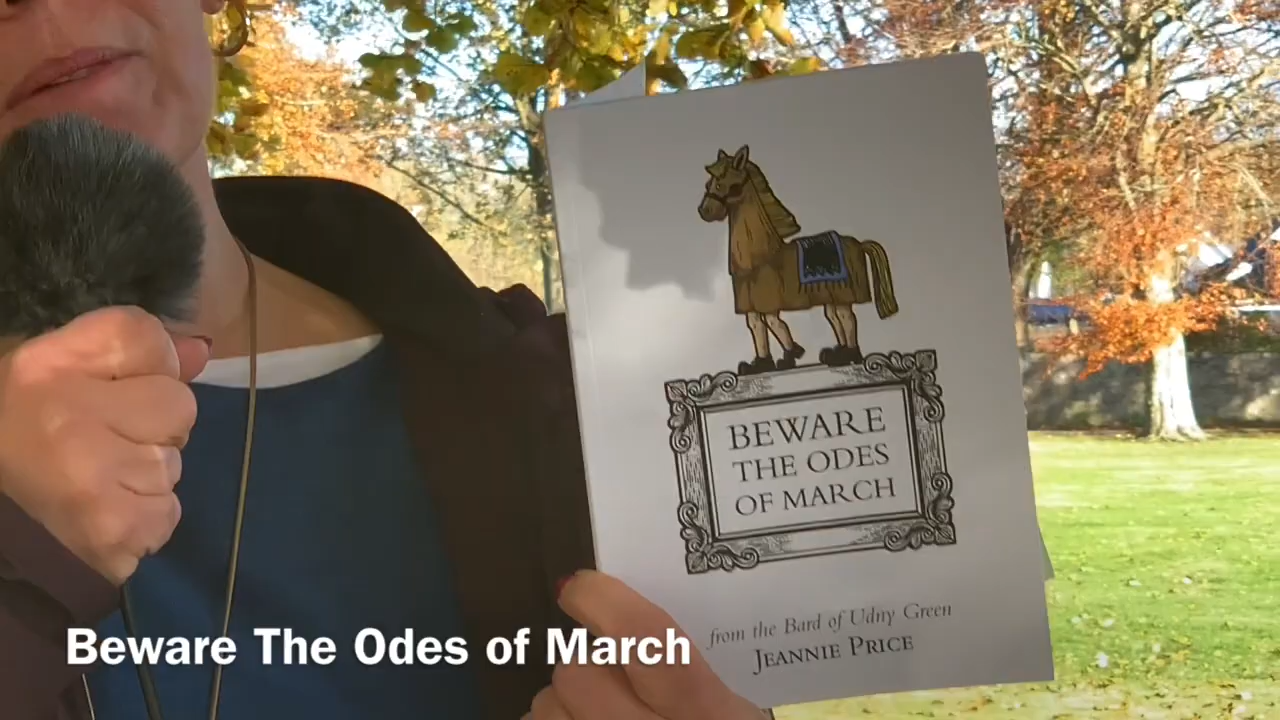 BEWARE
THE ODES
OF MARCH
from the Bard of Udny Green
JEANNIE PRICE
Beware The Odes of March